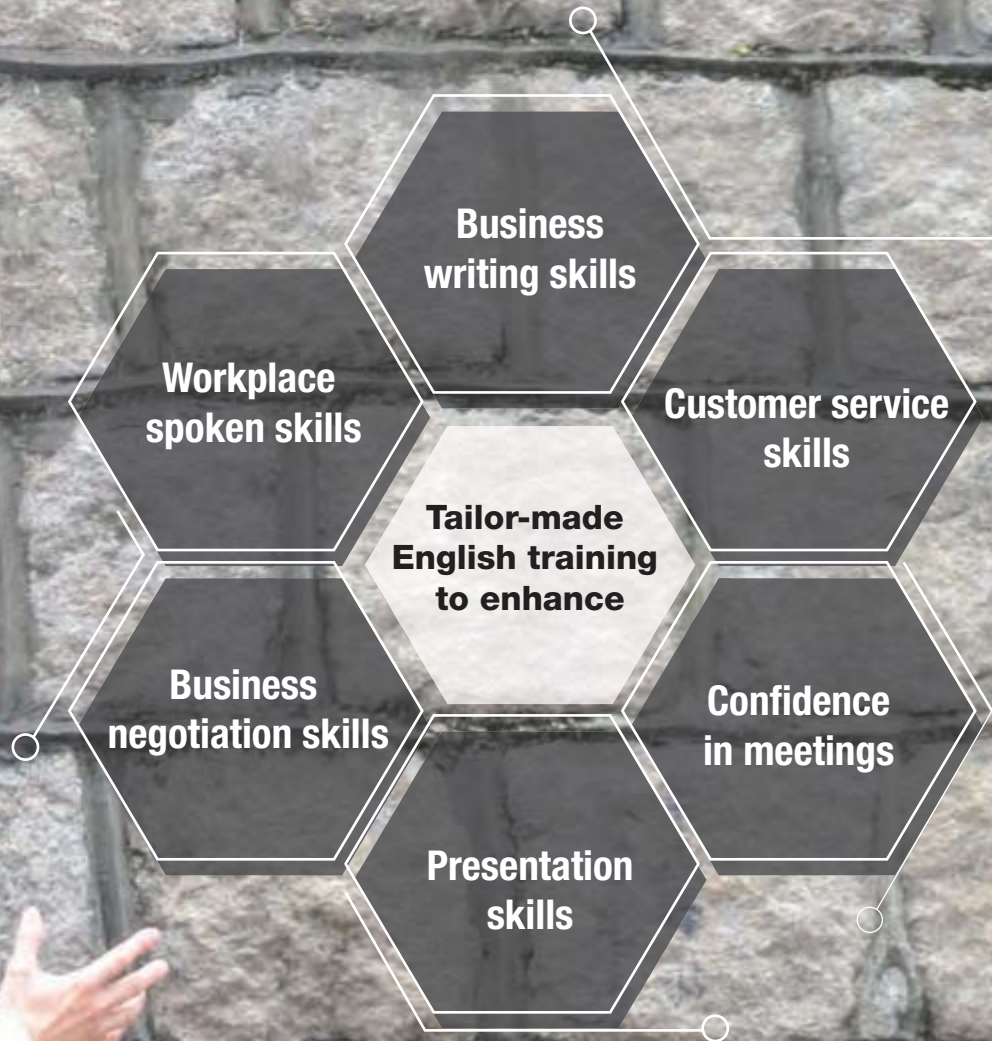 Business
writing skills
Workplace
spoken skills
Customer service
skills
Tailor-made
English training
to enhance
Business
negotiation skills
Confidence
in meetings
Presentation
skills